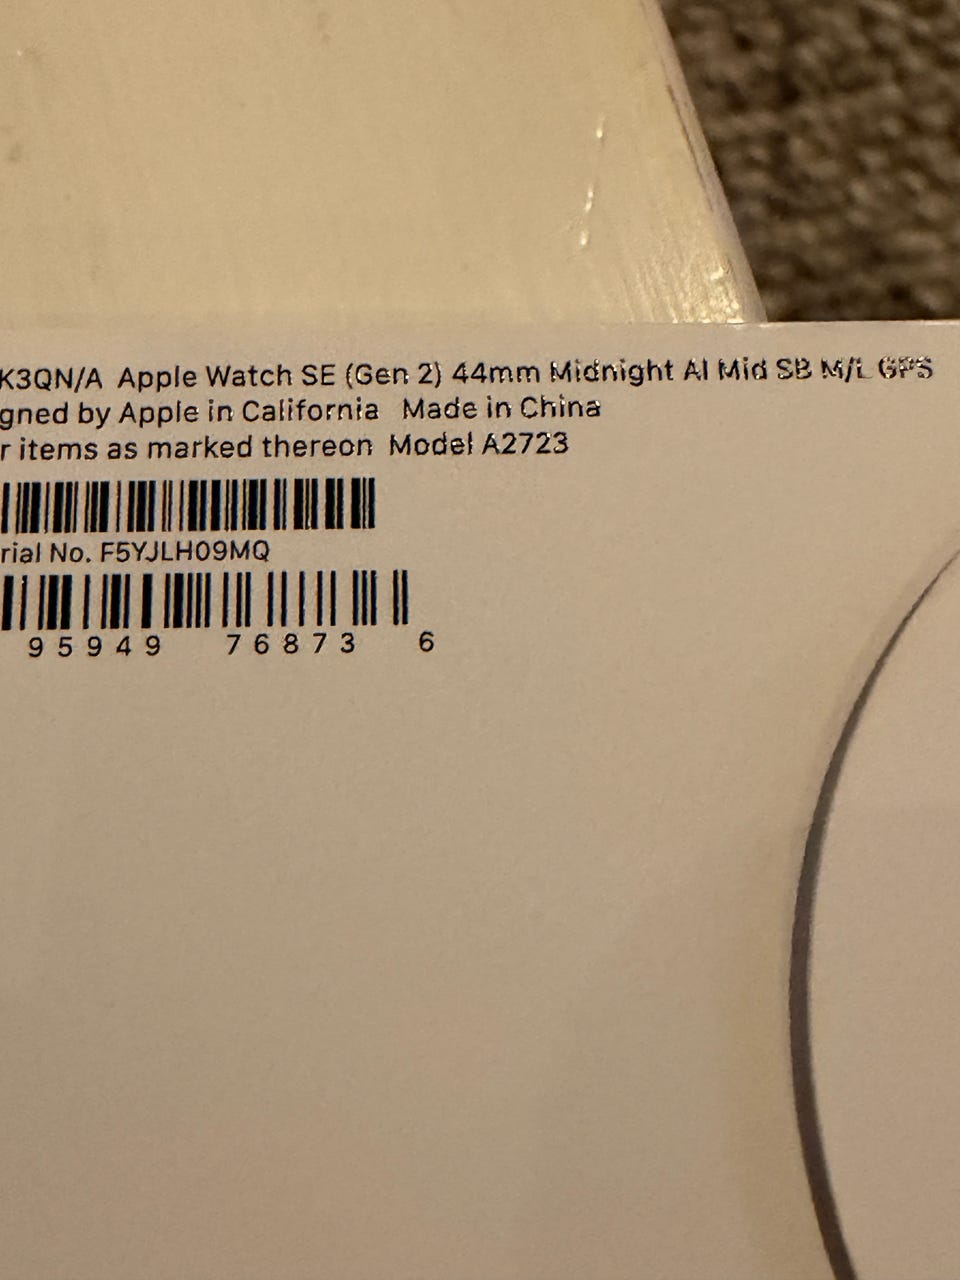 K3QN/A Apple Watch SE (Gen 2) 44mm Midnight Al Mid SB M/L GPS
gned by Apple in California Made in China
r items as marked thereon Model A2723
rial No. F5YJLH09MQ
95949 76873 6